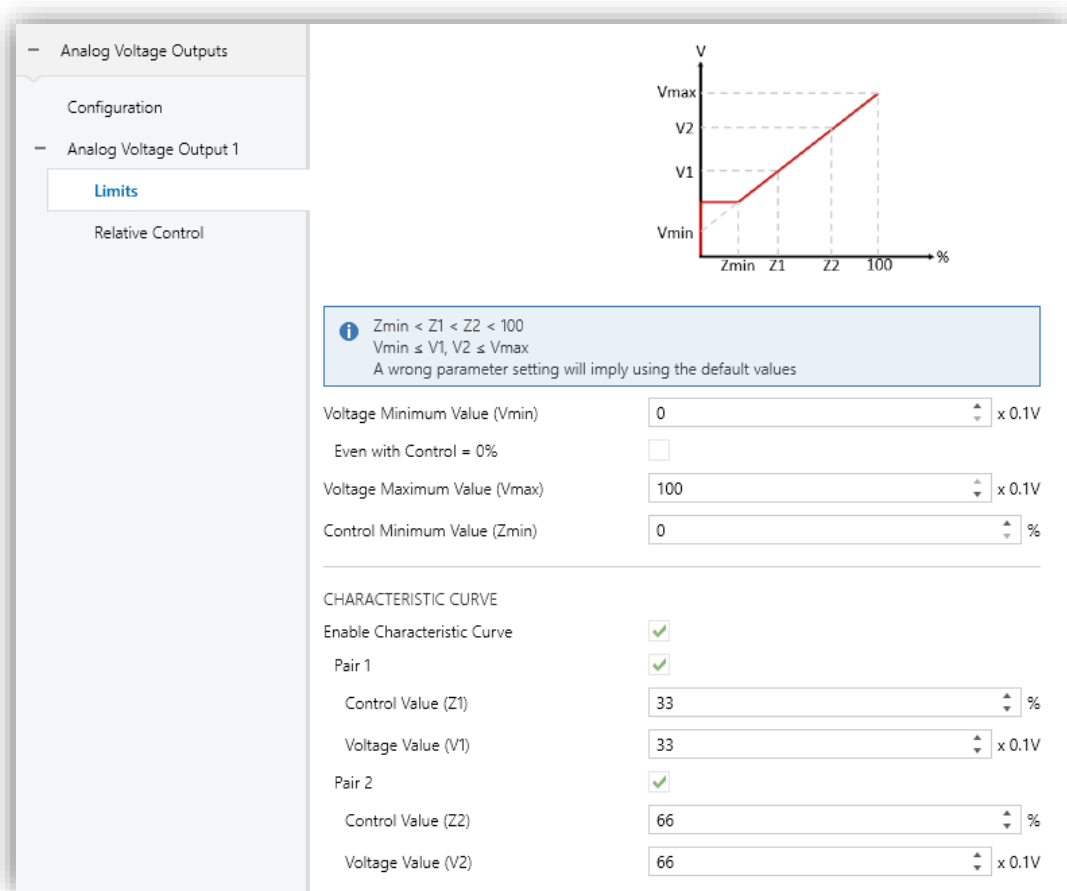 Analog Voltage Outputs
Configuration
Analog Voltage Output 1
Limits
Relative Control
V
Vmax
V2
V1
Vmin
Zmin Z1 Z2 100 %
Zmin < Z1 < Z2 < 100
Vmin ≤ V1, V2 ≤ Vmax
A wrong parameter setting will imply using the default values
Voltage Minimum Value (Vmin) 0 x 0.1V
Even with Control = 0%
Voltage Maximum Value (Vmax) 100 x 0.1V
Control Minimum Value (Zmin) 0 %
CHARACTERISTIC CURVE
Enable Characteristic Curve
Pair 1
Control Value (Z1) 33 %
Voltage Value (V1) 33 x 0.1V
Pair 2
Control Value (Z2) 66 %
Voltage Value (V2) 66 x 0.1V